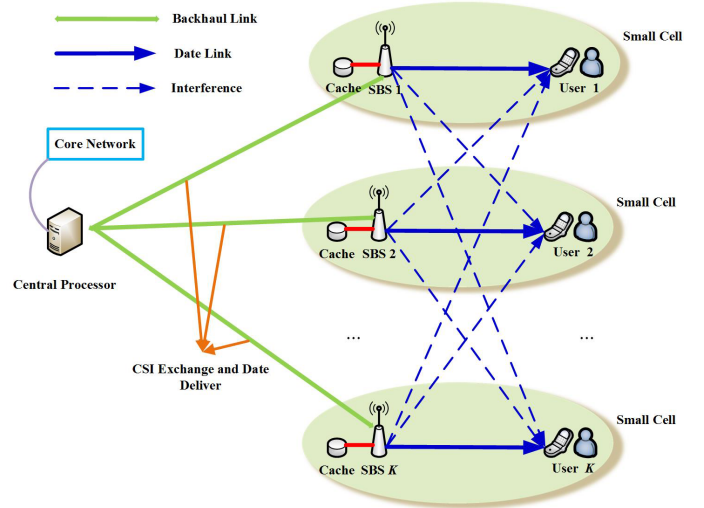 Backhaul Link
Date Link
Interference
Core Network
Central Processor
CSI Exchange and Date
Deliver
Small Cell
Cache SBS 1
User 1
Small Cell
Cache SBS 2
User 2
...
...
Small Cell
Cache SBS K
User K